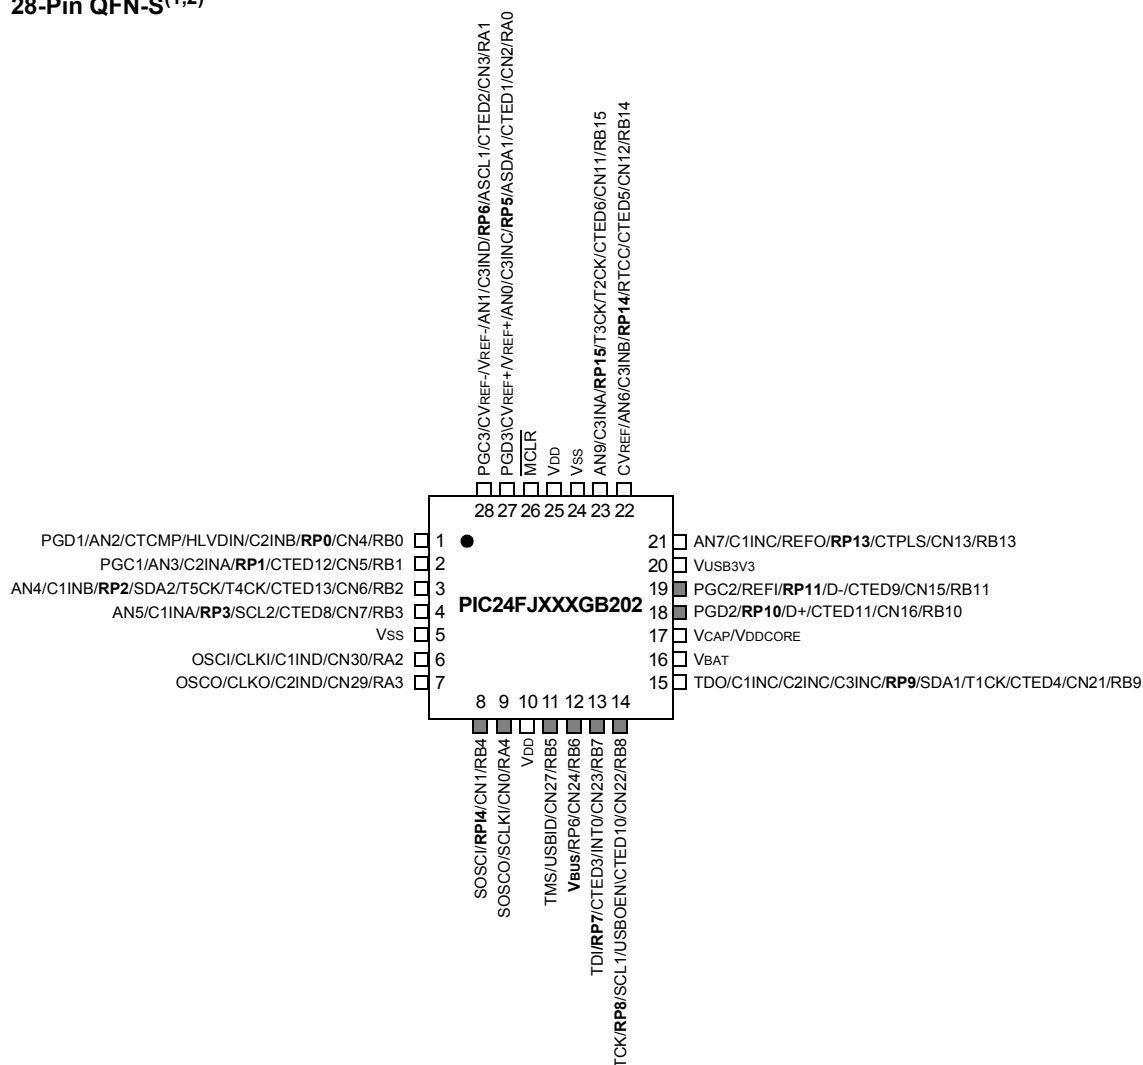 28-Pin QFN-S(1,2)
PGC3/CVREF-/VREF-/AN1/C3IND/RP6/ASCL1/CTED2/CN3/RA1
PGD3\CVREF+/VREF+/AN0/C3INC/RP5/ASDA1/CTED1/CN2/RA0
MCLR
VDD
VSS
AN9/C3INA/RP15/T3CK/T2CK/CTED6/CN11/RB15
CVREF/AN6/C3INB/RP14/RTCC/CTED5/CN12/RB14
28 27 26 25 24 23 22
PGD1/AN2/CTCMP/HLVDIN/C2INB/RP0/CN4/RB0 1
PGC1/AN3/C2INA/RP1/CTED12/CN5/RB1 2
AN4/C1INB/RP2/SDA2/T5CK/T4CK/CTED13/CN6/RB2 3
AN5/C1INA/RP3/SCL2/CTED8/CN7/RB3 4
VSS 5
OSCI/CLKI/C1IND/CN30/RA2 6
OSCO/CLKO/C2IND/CN29/RA3 7
PIC24FJXXXGB202
21 AN7/C1INC/REFO/RP13/CTPLS/CN13/RB13
20 VUSB3V3
19 PGC2/REFI/RP11/D-/CTED9/CN15/RB11
18 PGD2/RP10/D+/CTED11/CN16/RB10
17 VCAP/VDDCORE
16 VBAT
15 TDO/C1INC/C2INC/C3INC/RP9/SDA1/T1CK/CTED4/CN21/RB9
8 9 10 11 12 13 14
SOSCI/RPI4/CN1/RB4
SOSCO/SCLKI/CN0/RA4
VDD
TMS/USBID/CN27/RB5
VBUS/RP6/CN24/RB6
TDI/RP7/CTED3/INT0/CN23/RB7
TCK/RP8/SCL1/USBOEN\CTED10/CN22/RB8